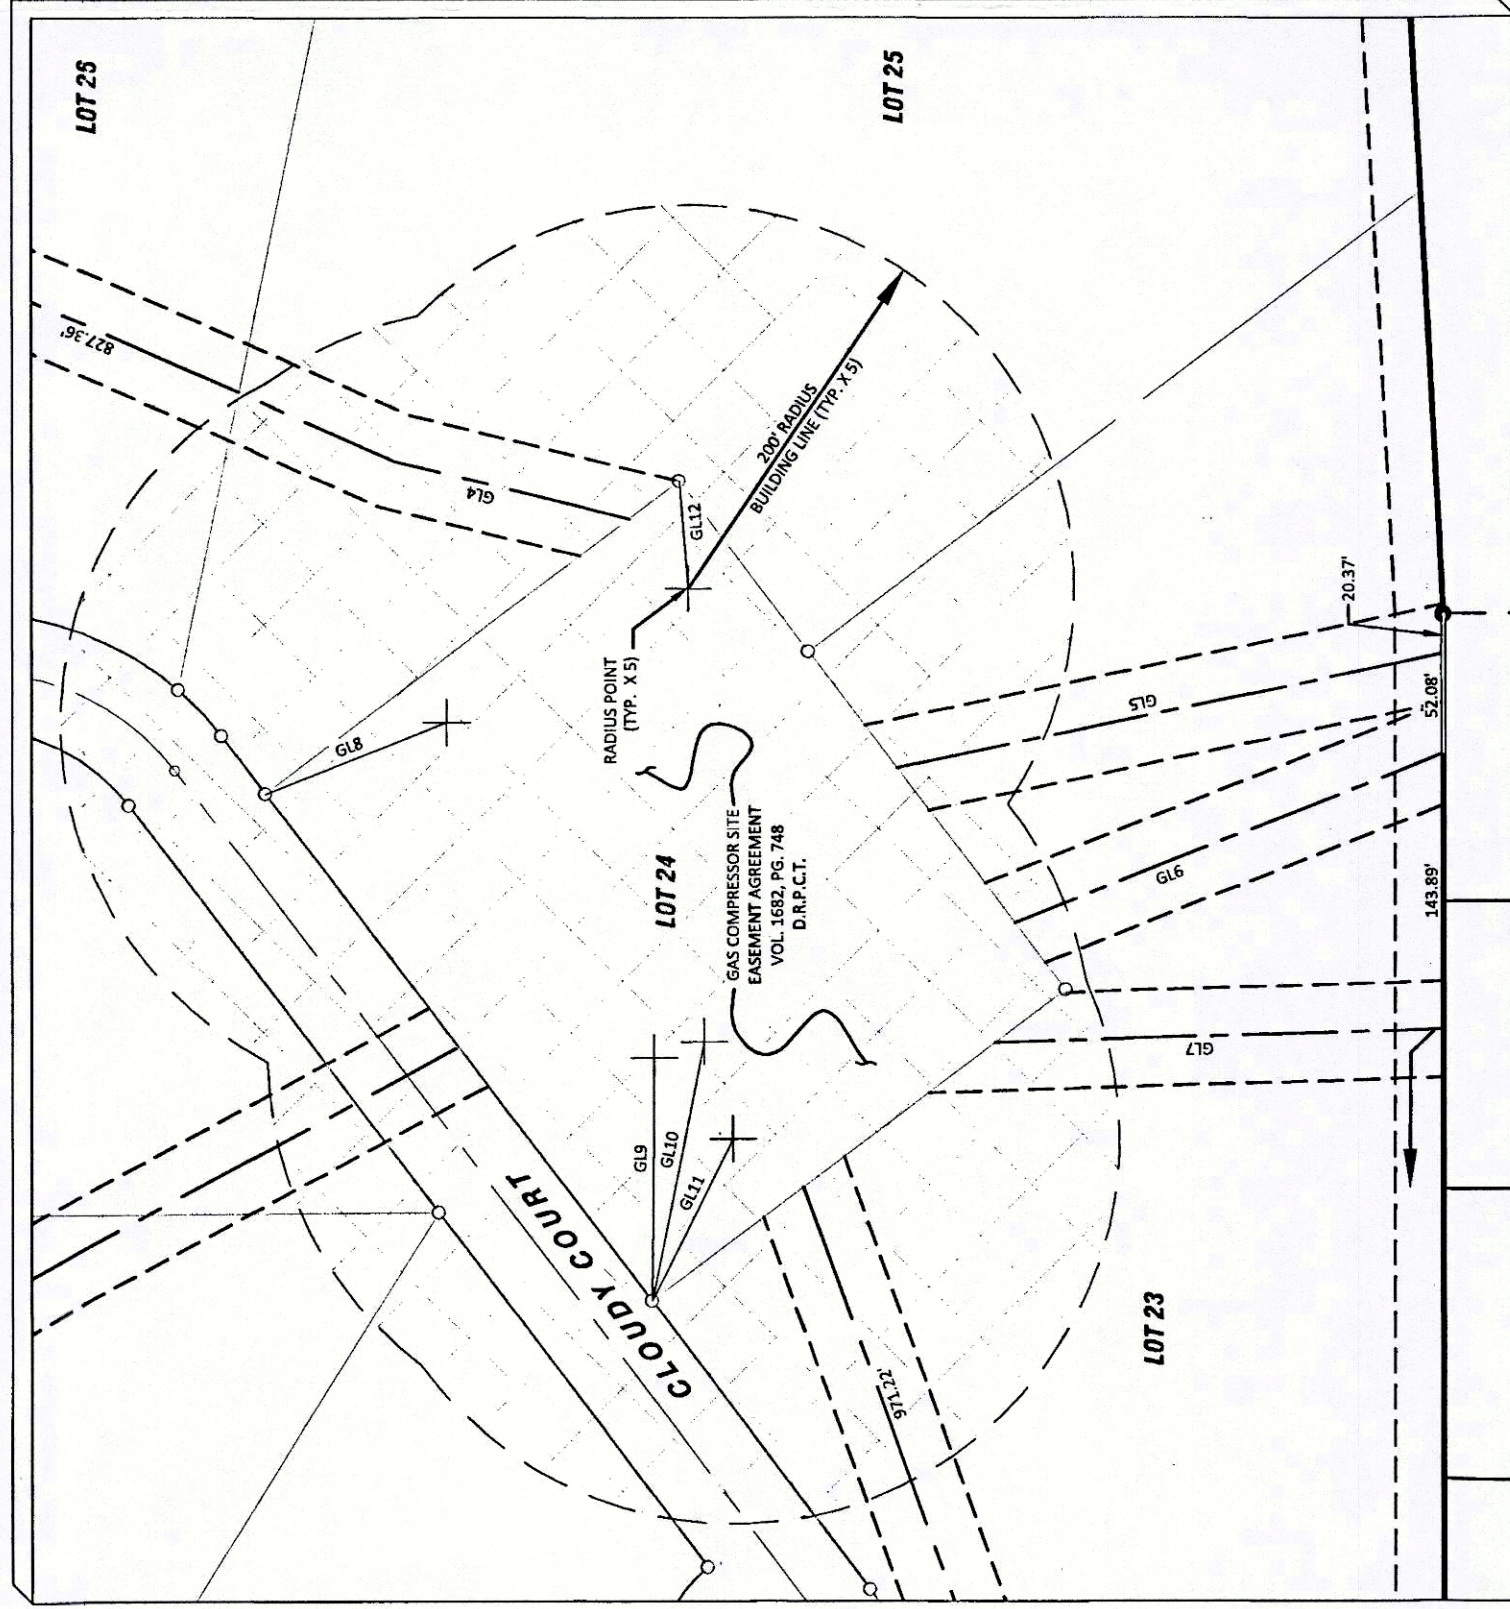 LOT 26
LOT 25
827.36'
GL4
200' RADIUS
BUILDING LINE (TYP. X 5)
GL12
RADIUS POINT
(TYP. X 5)
GL8
20.37'
GL5
52.08'
LOT 24
GAS COMPRESSOR SITE
EASEMENT AGREEMENT
VOL. 1682, PG. 748
D.R.P.C.T.
GL6
143.89'
GL7
GL9
GL10
GL11
CLOUDY COURT
971.22'
LOT 23